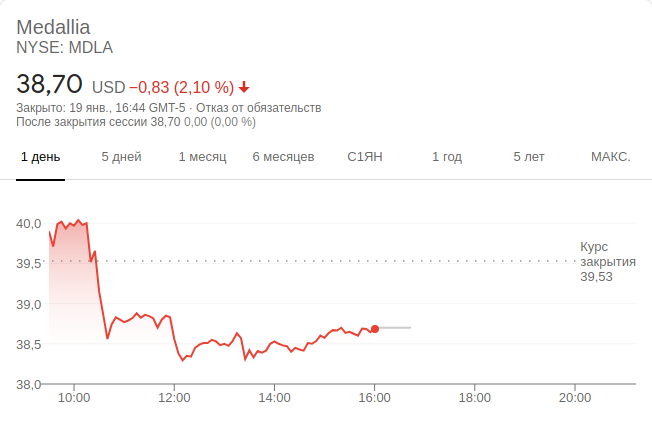 Medallia
NYSE: MDLA
38,70 USD −0,83 (2,10 %)
Закрыто: 19 янв., 16:44 GMT-5 · Отказ от обязательств
После закрытия сессии 38,70 0,00 (0,00 %)
1 день 5 дней 1 месяц 6 месяцев С1ЯН 1 год 5 лет МАКС.
40,0
39,5
39,0
38,5
38,0
Курс
закрытия
39,53
10:00 12:00 14:00 16:00 18:00 20:00